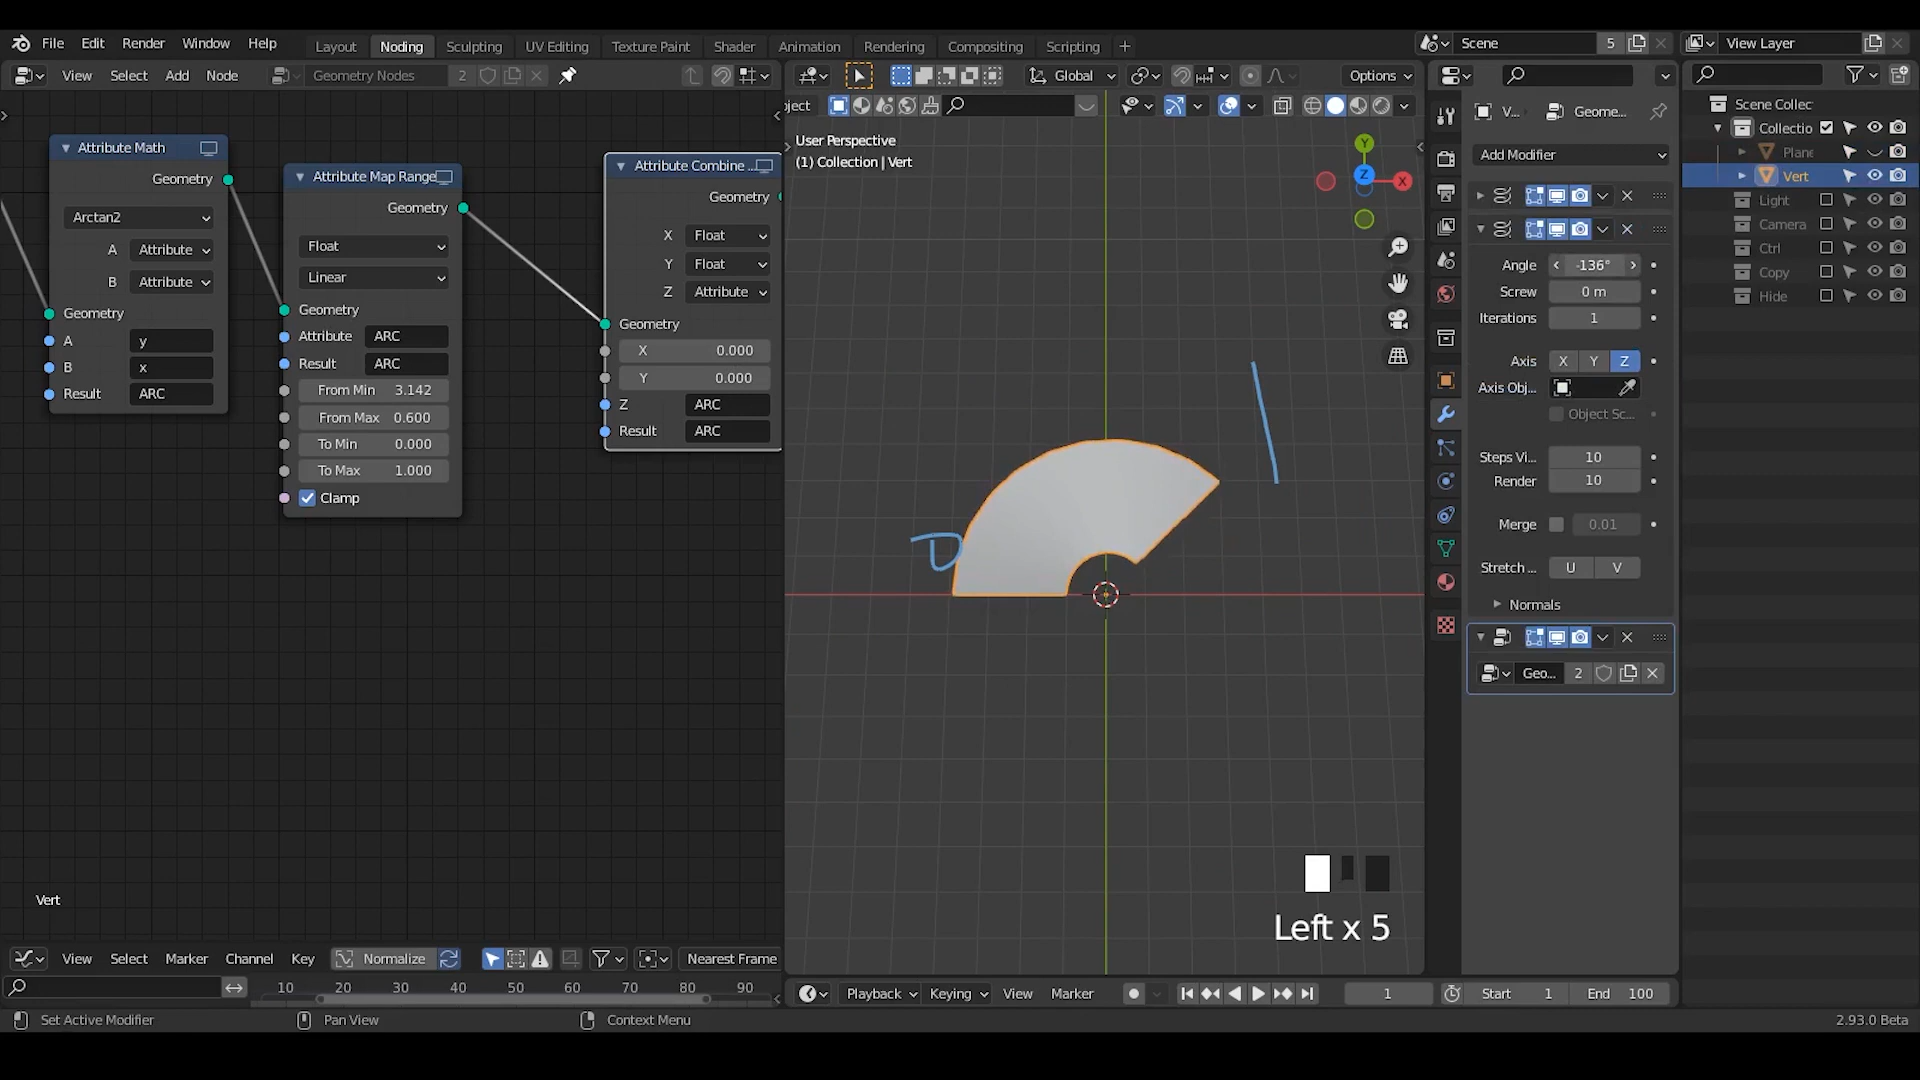 File Edit Render Window Help Layout Noding Sculpting UV Editing Texture Paint Shader Animation Rendering Compositing Scripting + Scene 5 View Layer
View Select Add Node Geometry Nodes 2 Global Options
ject
User Perspective
(1) Collection | Vert
Y
Z
X
Attribute Math
Geometry
Arctan2
A Attribute
B Attribute
Geometry
A y
B x
Result ARC
Attribute Map Range
Geometry
Float
Linear
Geometry
Attribute ARC
Result ARC
From Min 3.142
From Max 0.600
To Min 0.000
To Max 1.000
Clamp
Attribute Combine ...
Geometry
X Float
Y Float
Z Attribute
Geometry
X 0.000
Y 0.000
Z ARC
Result ARC
Vert
Left x 5
V... Geome...
Add Modifier
Angle -136°
Screw 0 m
Iterations 1
Axis X Y Z
Axis Obj...
Object Sc...
Steps Vi... 10
Render 10
Merge 0.01
Stretch ... U V
Normals
Geo... 2
Scene Collec
Collectio
Plane
Vert
Light
Camera
Ctrl
Copy
Hide
View Select Marker Channel Key Normalize Nearest Frame
10 20 30 40 50 60 70 80 90
Playback Keying View Marker 1 Start 1 End 100
Set Active Modifier Pan View Context Menu 2.93.0 Beta